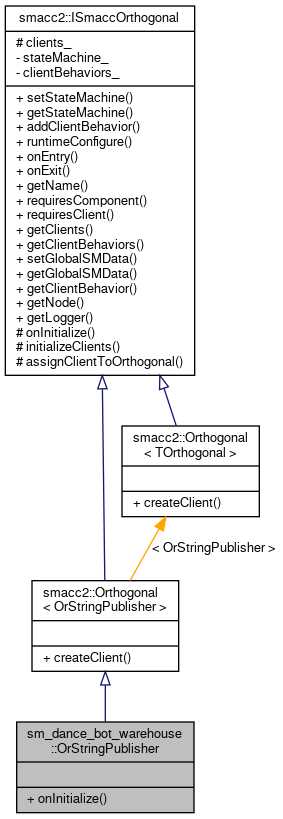 smacc2::ISmaccOrthogonal
# clients_
- stateMachine_
- clientBehaviors_
+ setStateMachine()
+ getStateMachine()
+ addClientBehavior()
+ runtimeConfigure()
+ onEntry()
+ onExit()
+ getName()
+ requiresComponent()
+ requiresClient()
+ getClients()
+ getClientBehaviors()
+ setGlobalSMData()
+ getGlobalSMData()
+ getClientBehavior()
+ getNode()
+ getLogger()
# onInitialize()
# initializeClients()
# assignClientToOrthogonal()
smacc2::Orthogonal
< TOrthogonal >
+ createClient()
< OrStringPublisher >
smacc2::Orthogonal
< OrStringPublisher >
+ createClient()
sm_dance_bot_warehouse
::OrStringPublisher
+ onInitialize()